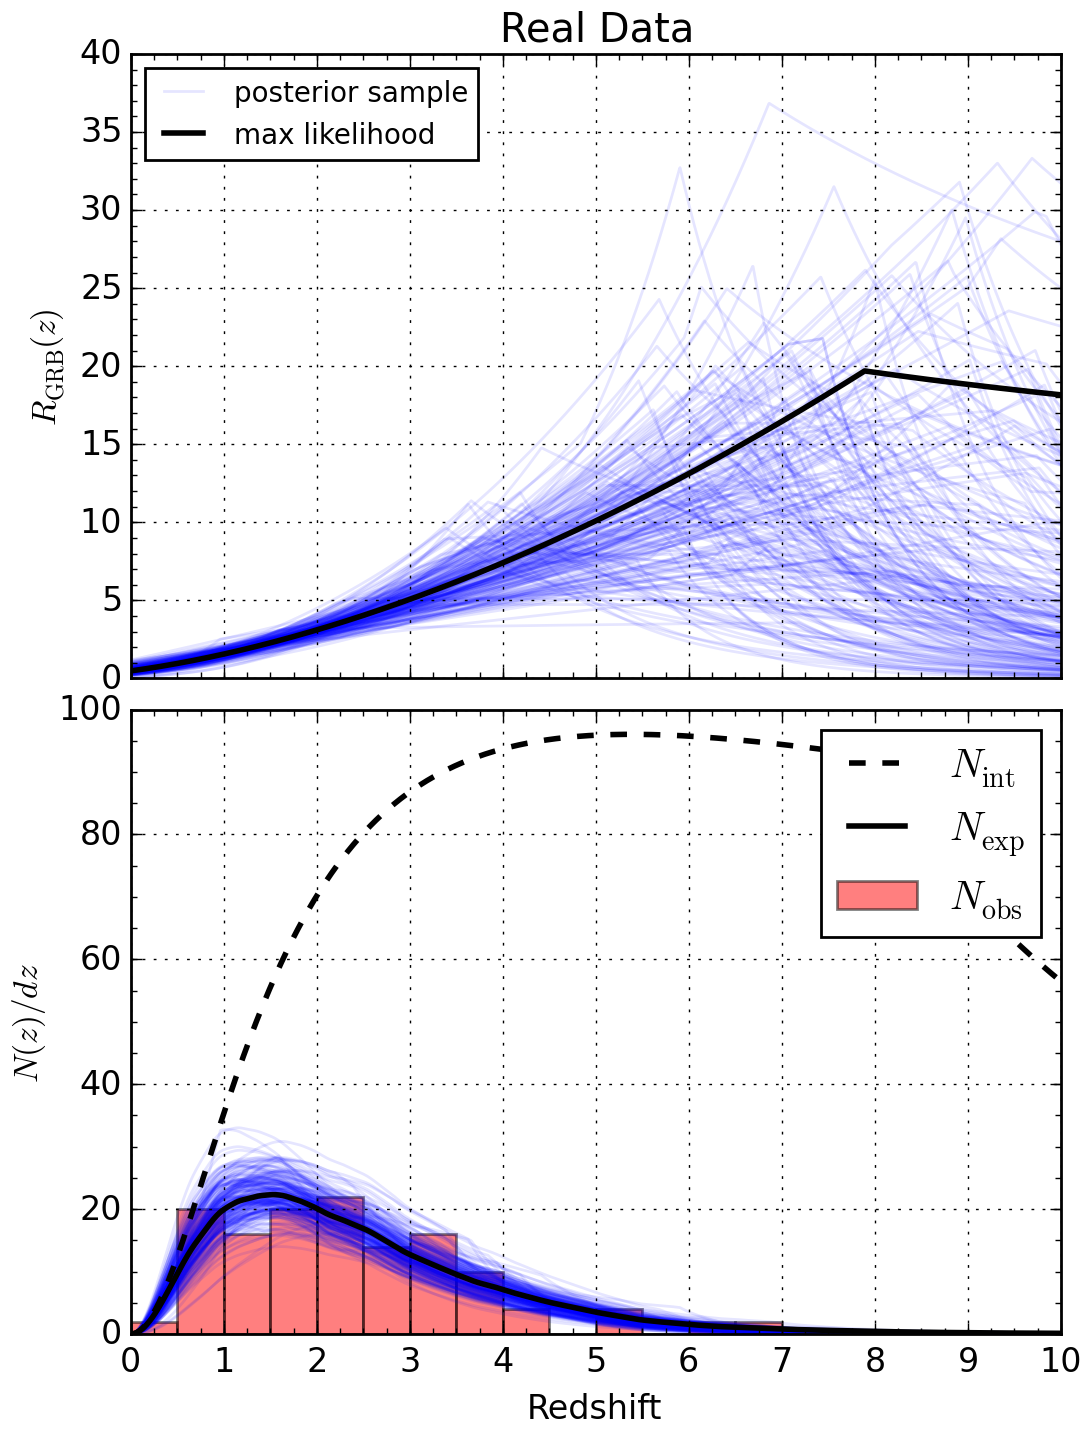 Real Data
40
35
30
25
20
15
10
5
0
R_GRB(z)
posterior sample
max likelihood
100
80
60
40
20
0
N(z)/dz
N_int
N_exp
N_obs
0 1 2 3 4 5 6 7 8 9 10
Redshift